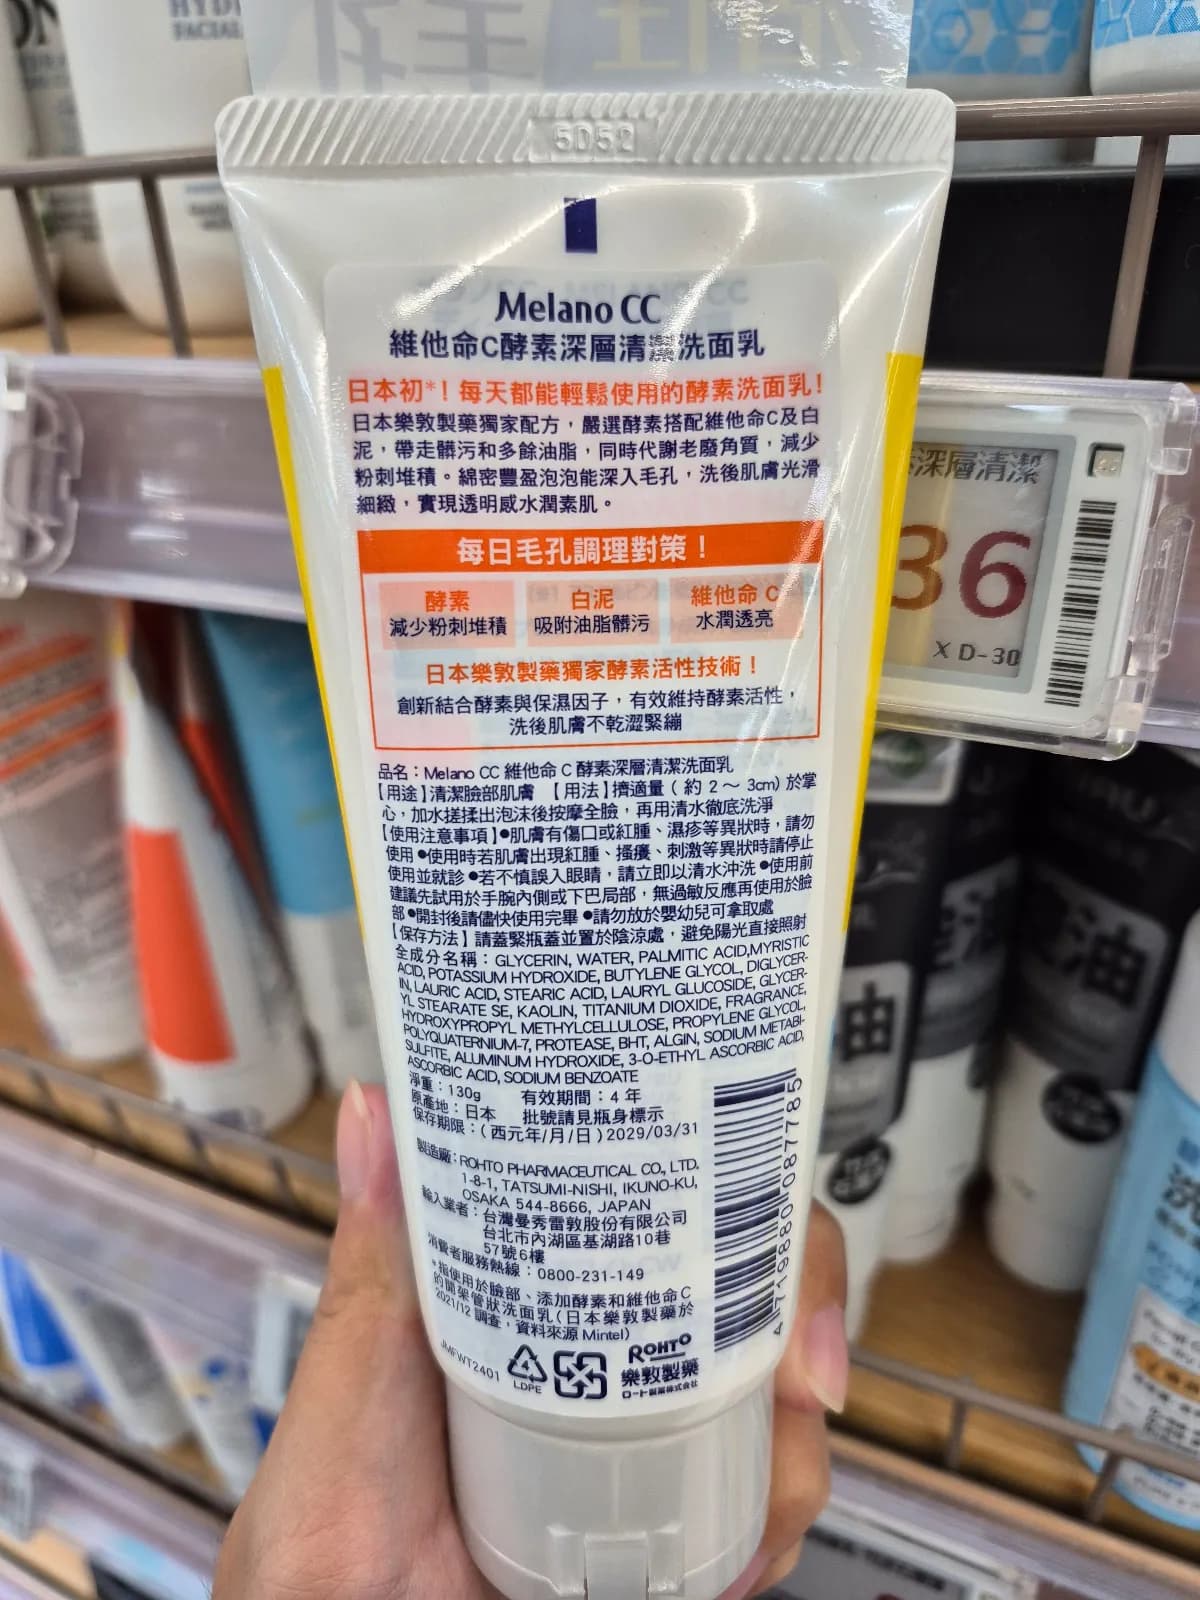 HYD
FACIAL
5D52
Melano CC
維他命C酵素深層清潔洗面乳
日本初*！每天都能輕鬆使用的酵素洗面乳！
日本樂敦製藥獨家配方，嚴選酵素搭配維他命C及白
泥，帶走髒污和多餘油脂，同時代謝老廢角質，減少
粉刺堆積。綿密豐盈泡泡能深入毛孔，洗後肌膚光滑
細緻，實現透明感水潤素肌。
每日毛孔調理對策！
酵素 白泥 維他命 C
減少粉刺堆積 吸附油脂髒污 水潤透亮
日本樂敦製藥獨家酵素活性技術！
創新結合酵素與保濕因子，有效維持酵素活性，
洗後肌膚不乾澀緊繃
品名：Melano CC 維他命 C 酵素深層清潔洗面乳
【用途】清潔臉部肌膚 【用法】擠適量 ( 約 2 ～ 3cm) 於掌
心，加水搓揉出泡沫後按摩全臉，再用清水徹底洗淨
【使用注意事項】●肌膚有傷口或紅腫、濕疹等異狀時，請勿
使用 ●使用時若肌膚出現紅腫、搔癢、刺激等異狀時請停止
使用並就診 ●若不慎誤入眼睛，請立即以清水沖洗 ●使用前
建議先試用於手腕內側或下巴局部，無過敏反應再使用於臉
部 ●開封後請儘快使用完畢 ●請勿放於嬰幼兒可拿取處
【保存方法】請蓋緊瓶蓋並置於陰涼處，避免陽光直接照射
全成分名稱：GLYCERIN, WATER, PALMITIC ACID,MYRISTIC
ACID, POTASSIUM HYDROXIDE, BUTYLENE GLYCOL, DIGLYCER-
IN, LAURIC ACID, STEARIC ACID, LAURYL GLUCOSIDE, GLYCER-
YL STEARATE SE, KAOLIN, TITANIUM DIOXIDE, FRAGRANCE,
HYDROXYPROPYL METHYLCELLULOSE, PROPYLENE GLYCOL,
POLYQUATERNIUM-7, PROTEASE, BHT, ALGIN, SODIUM METABI-
SULFITE, ALUMINUM HYDROXIDE, 3-O-ETHYL ASCORBIC ACID,
ASCORBIC ACID, SODIUM BENZOATE
淨重：130g 有效期間：4 年
原產地：日本 批號請見瓶身標示
保存期限：( 西元年/月/日 ) 2029/03/31
製造廠：ROHTO PHARMACEUTICAL CO., LTD.
1-8-1, TATSUMI-NISHI, IKUNO-KU,
OSAKA 544-8666, JAPAN
輸入業者：台灣曼秀雷敦股份有限公司
台北市內湖區基湖路10巷
57號6樓
消費者服務熱線：0800-231-149
*指使用於臉部、添加酵素和維他命C
的開架管狀洗面乳(日本樂敦製藥於
2021/12 調查，資料來源 Mintel)
JMFWT2401
4
LDPE
ROHTO
樂敦製藥
ロート製薬株式会社
4 719880 087785
深層清潔
36
X D-30
油
由